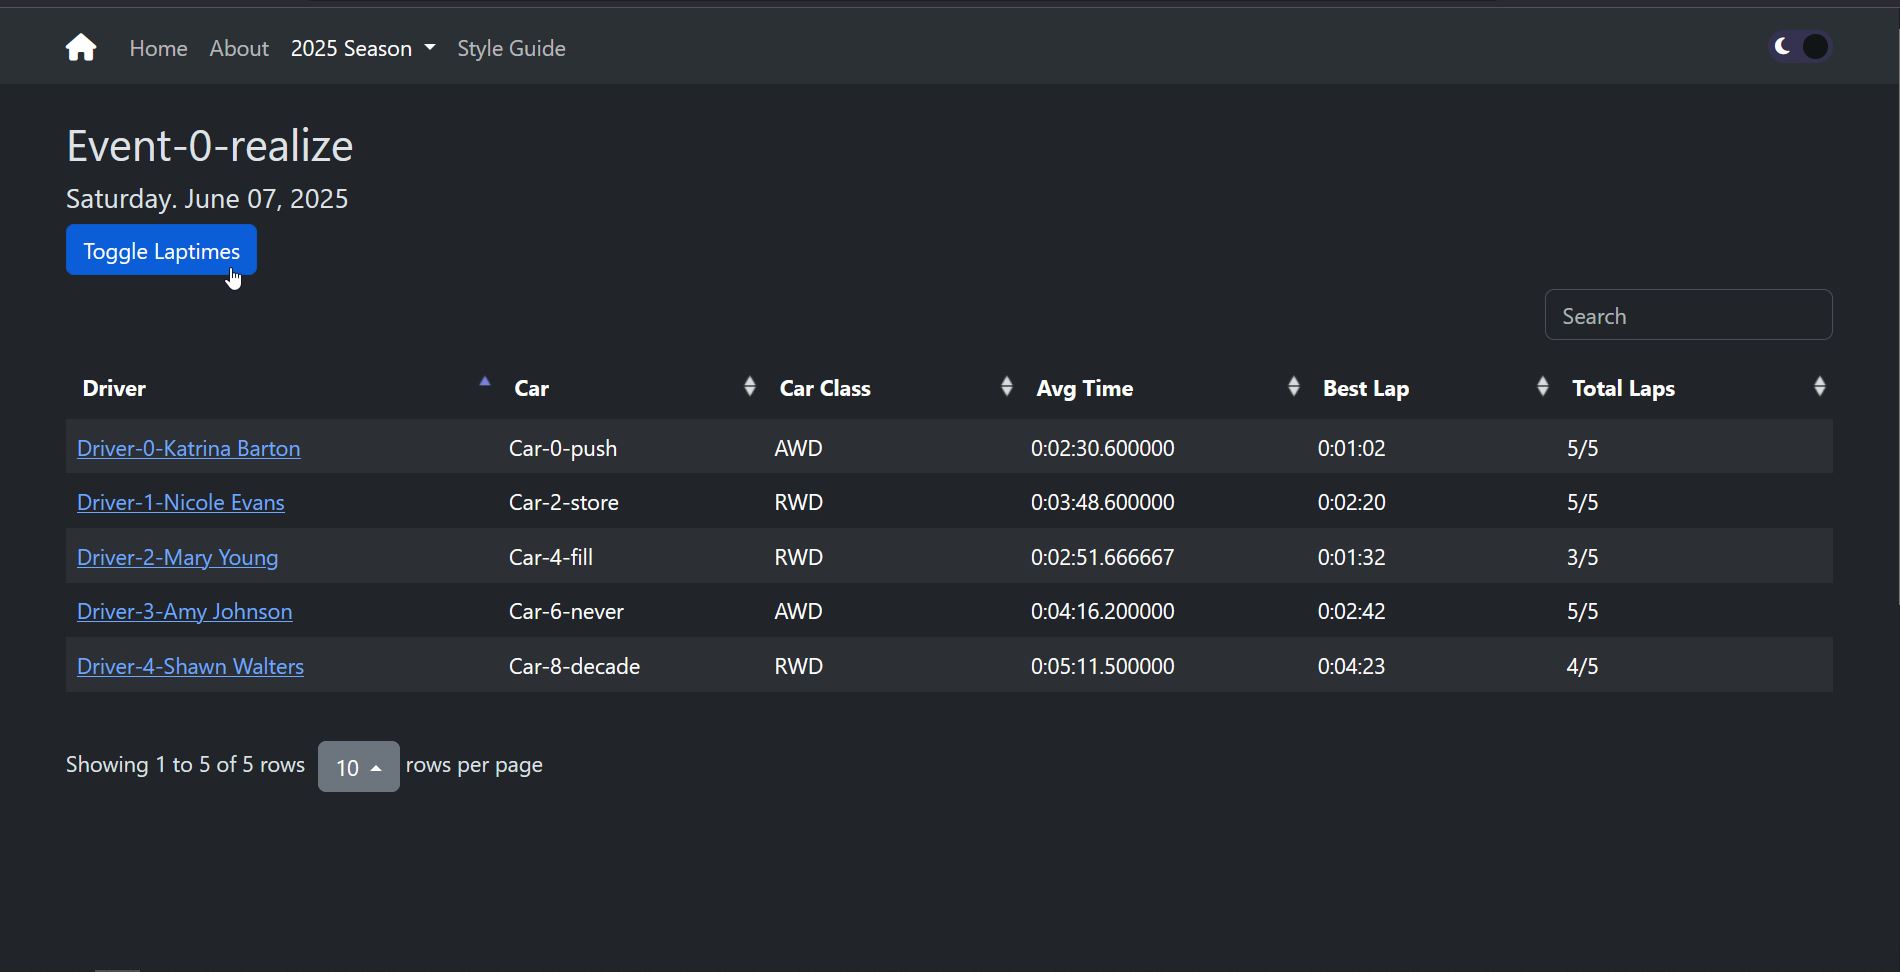 Home About 2025 Season Style Guide
Event-0-realize
Saturday. June 07, 2025
Toggle Laptimes
Search
Driver Car Car Class Avg Time Best Lap Total Laps
Driver-0-Katrina Barton Car-0-push AWD 0:02:30.600000 0:01:02 5/5
Driver-1-Nicole Evans Car-2-store RWD 0:03:48.600000 0:02:20 5/5
Driver-2-Mary Young Car-4-fill RWD 0:02:51.666667 0:01:32 3/5
Driver-3-Amy Johnson Car-6-never AWD 0:04:16.200000 0:02:42 5/5
Driver-4-Shawn Walters Car-8-decade RWD 0:05:11.500000 0:04:23 4/5
Showing 1 to 5 of 5 rows 10 rows per page